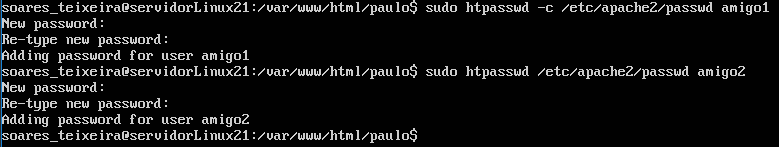 soares_teixeira@servidorLinux21:/var/www/html/paulo$ sudo htpasswd -c /etc/apache2/passwd amigo1
New password:
Re-type new password:
Adding password for user amigo1
soares_teixeira@servidorLinux21:/var/www/html/paulo$ sudo htpasswd /etc/apache2/passwd amigo2
New password:
Re-type new password:
Adding password for user amigo2
soares_teixeira@servidorLinux21:/var/www/html/paulo$